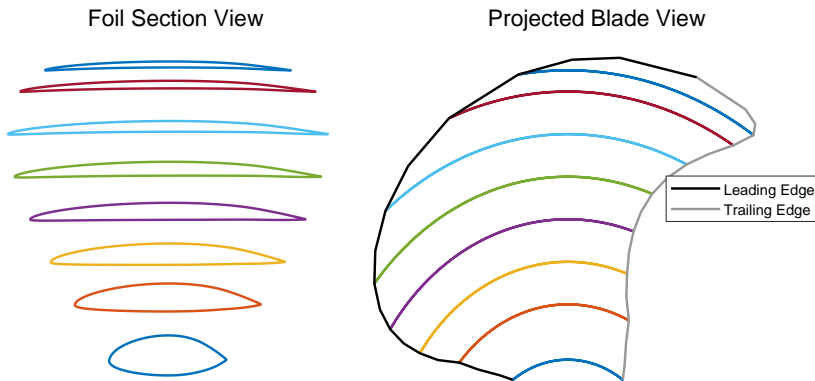 Foil Section View
Projected Blade View
Leading Edge
Trailing Edge